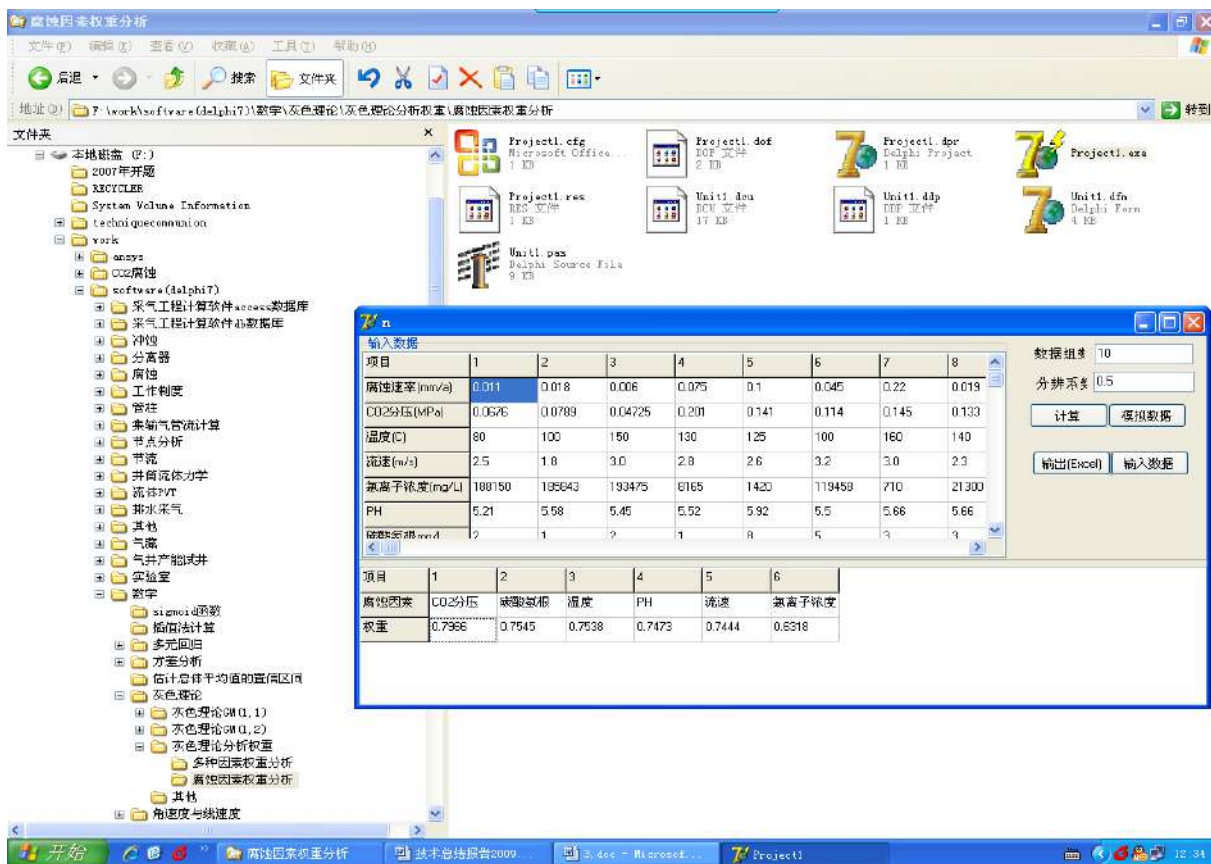 腐蚀因素权重分析
文件(F) 编辑(E) 查看(V) 收藏(A) 工具(T) 帮助(H)
后退 搜索 文件夹
地址(D) F:\work\software(delphi7)\数学\灰色理论\灰色理论分析权重\腐蚀因素权重分析 转到
文件夹
本地磁盘 (F:)
2007年开题
RECYCLER
System Volume Information
techniquecommunion
work
ansys
CO2腐蚀
software(delphi7)
采气工程计算软件access数据库
采气工程计算软件db数据库
冲蚀
分离器
腐蚀
工作制度
管柱
集输气管流计算
节点分析
节流
井筒流体力学
流体PVT
排水采气
其他
气藏
气井产能试井
实验室
数学
sigmoid函数
插值法计算
多元回归
方差分析
估计总体平均值的置信区间
灰色理论
灰色理论GM(1,1)
灰色理论GM(1,2)
灰色理论分析权重
多种因素权重分析
腐蚀因素权重分析
其他
角速度与线速度
Project1.cfg
Microsoft Office...
1 KB
Project1.dof
DOF 文件
2 KB
Project1.dpr
Delphi Project
1 KB
Project1.exe
Project1.res
RES 文件
1 KB
Unit1.dcu
DCU 文件
17 KB
Unit1.ddp
DDP 文件
1 KB
Unit1.dfm
Delphi Form
4 KB
Unit1.pas
Delphi Source File
9 KB
n
输入数据
项目 1 2 3 4 5 6 7 8
腐蚀速率(mm/a) 0.011 0.018 0.006 0.075 0.1 0.045 0.22 0.019
CO2分压(MPa) 0.0676 0.0789 0.04725 0.201 0.141 0.114 0.145 0.133
温度(C) 80 100 150 130 125 100 160 140
流速(m/s) 2.5 1.8 3.0 2.8 2.6 3.2 3.0 2.3
氯离子浓度(mg/L) 188150 185843 193475 8165 1420 119458 710 21300
PH 5.21 5.58 5.45 5.52 5.92 5.5 5.66 5.66
数据组数 10
分辨系数 0.5
计算 模拟数据
输出(Excel) 输入数据
项目 1 2 3 4 5 6
腐蚀因素 CO2分压 碳酸氢根 温度 PH 流速 氯离子浓度
权重 0.7966 0.7545 0.7538 0.7473 0.7444 0.6318
开始 腐蚀因素权重分析 技术总结报告2009... 3.doc - Microsof... Project1 12:34